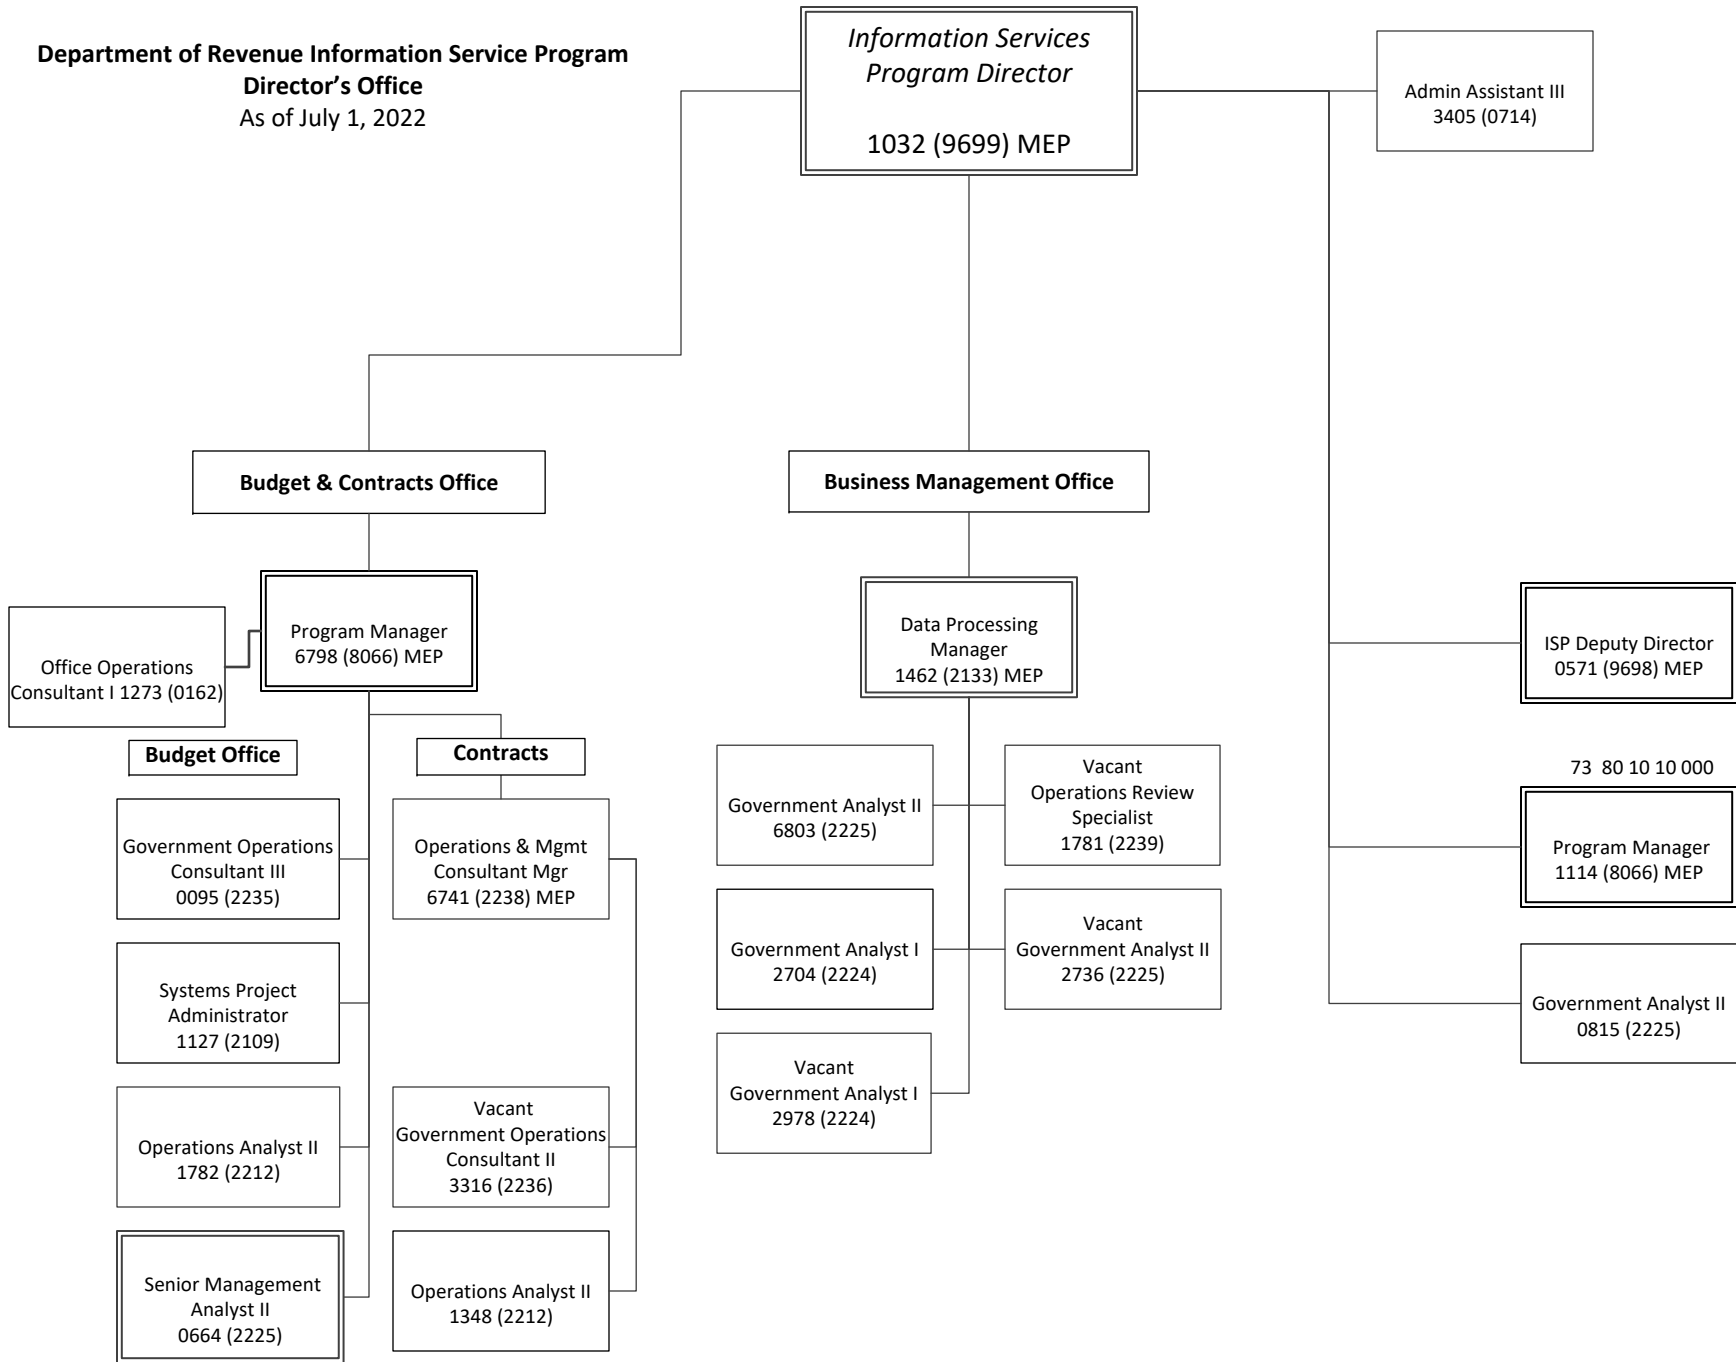 Department of Revenue Information Service Program
Director’s Office
As of July 1, 2022
Information Services
Program Director
1032 (9699) MEP
Admin Assistant III
3405 (0714)
Budget & Contracts Office
Business Management Office
Office Operations
Consultant I 1273 (0162)
Program Manager
6798 (8066) MEP
Data Processing
Manager
1462 (2133) MEP
ISP Deputy Director
0571 (9698) MEP
73 80 10 10 000
Program Manager
1114 (8066) MEP
Government Analyst II
0815 (2225)
Budget Office
Contracts
Government Operations
Consultant III
0095 (2235)
Operations & Mgmt
Consultant Mgr
6741 (2238) MEP
Government Analyst II
6803 (2225)
Vacant
Operations Review
Specialist
1781 (2239)
Systems Project
Administrator
1127 (2109)
Government Analyst I
2704 (2224)
Vacant
Government Analyst II
2736 (2225)
Operations Analyst II
1782 (2212)
Vacant
Government Operations
Consultant II
3316 (2236)
Vacant
Government Analyst I
2978 (2224)
Senior Management
Analyst II
0664 (2225)
Operations Analyst II
1348 (2212)